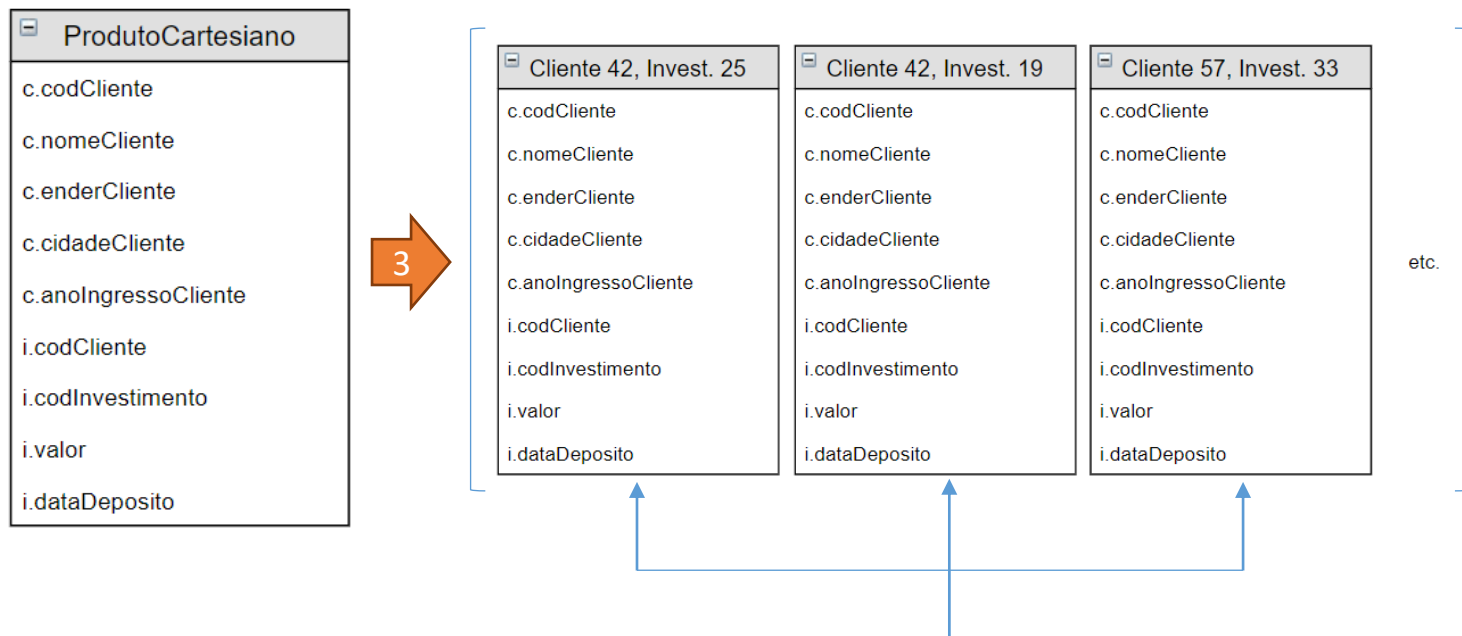 ProdutoCartesiano
c.codCliente
c.nomeCliente
c.enderCliente
c.cidadeCliente
c.anoIngressoCliente
i.codCliente
i.codInvestimento
i.valor
i.dataDeposito
3
Cliente 42, Invest. 25
c.codCliente
c.nomeCliente
c.enderCliente
c.cidadeCliente
c.anoIngressoCliente
i.codCliente
i.codInvestimento
i.valor
i.dataDeposito
Cliente 42, Invest. 19
c.codCliente
c.nomeCliente
c.enderCliente
c.cidadeCliente
c.anoIngressoCliente
i.codCliente
i.codInvestimento
i.valor
i.dataDeposito
Cliente 57, Invest. 33
c.codCliente
c.nomeCliente
c.enderCliente
c.cidadeCliente
c.anoIngressoCliente
i.codCliente
i.codInvestimento
i.valor
i.dataDeposito
etc.